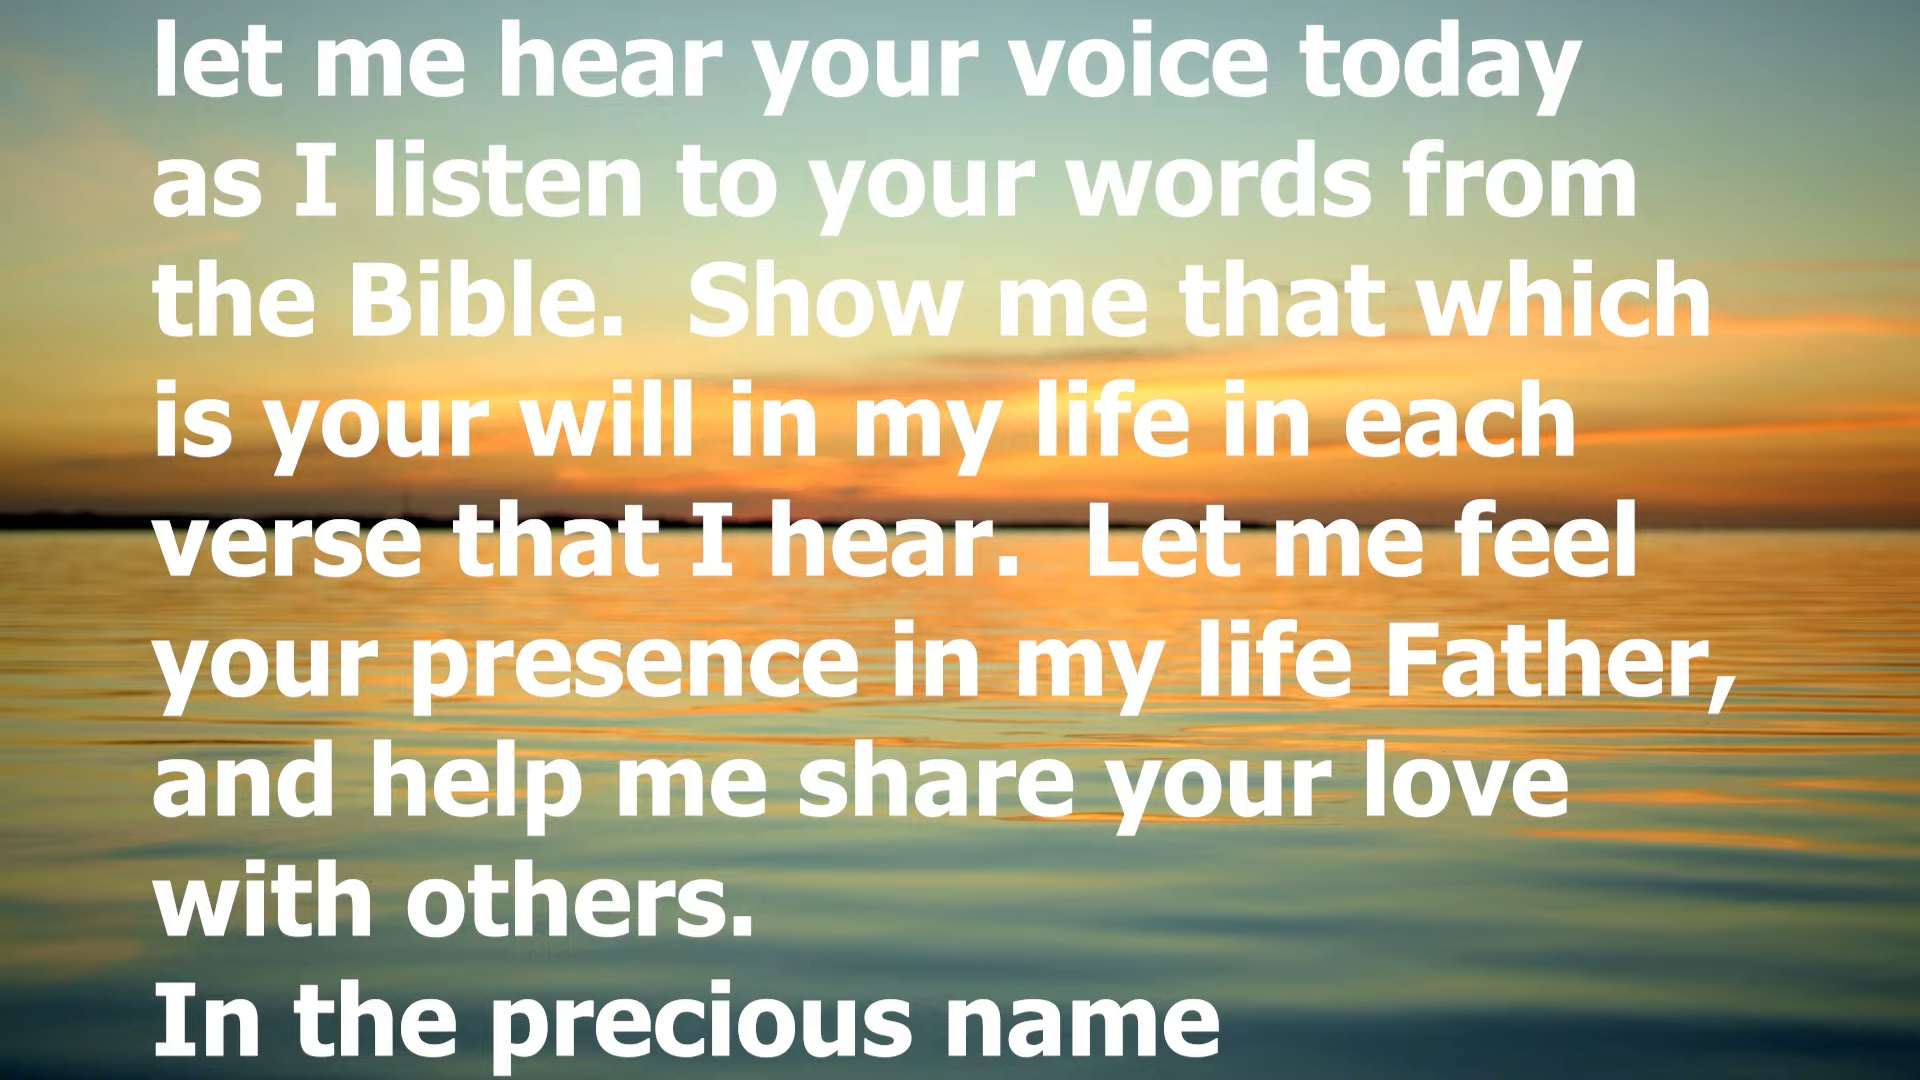 let me hear your voice today
as I listen to your words from
the Bible.  Show me that which
is your will in my life in each
verse that I hear.  Let me feel
your presence in my life Father,
and help me share your love
with others.
In the precious name